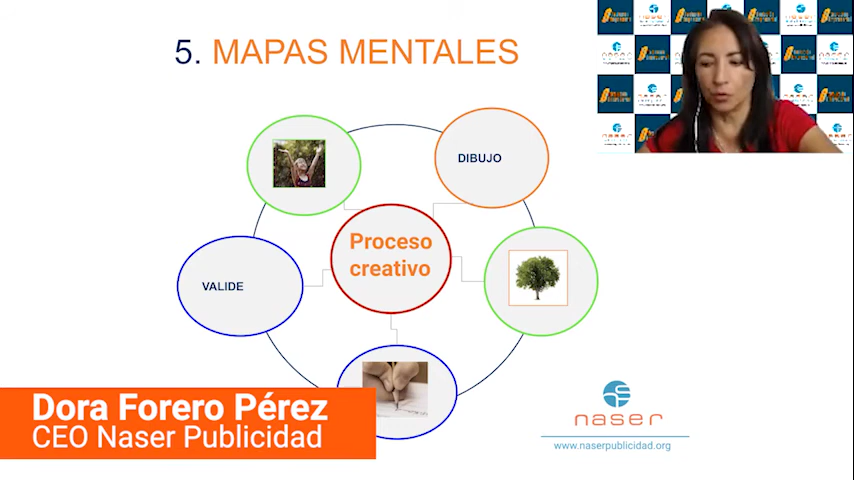 5. MAPAS MENTALES
DIBUJO
Proceso
creativo
VALIDE
Dora Forero Pérez
CEO Naser Publicidad
naser
www.naserpublicidad.org